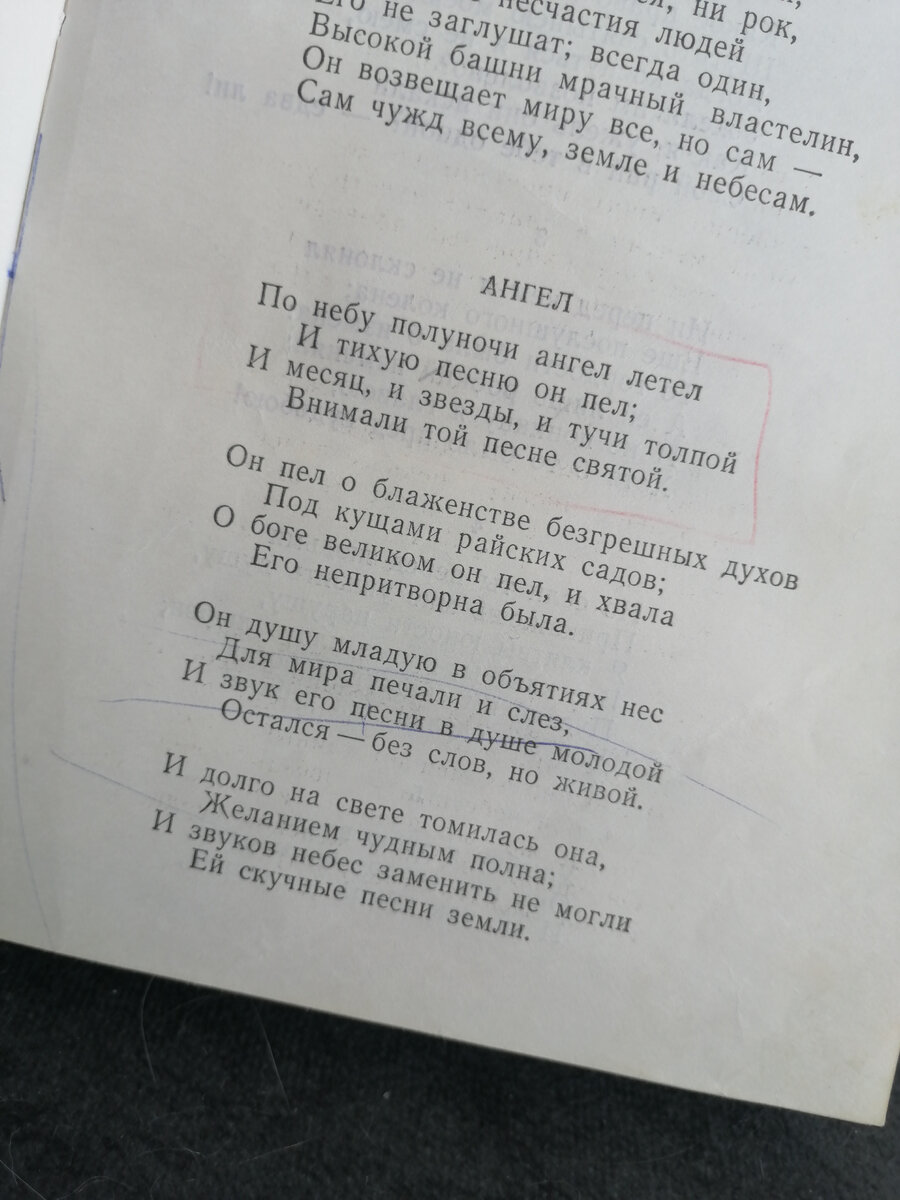 ни рок,
несчастия людей
Его не заглушат; всегда один,
Высокой башни мрачный властелин,
Он возвещает миру все, но сам —
Сам чужд всему, земле и небесам.
АНГЕЛ
По небу полуночи ангел летел
И тихую песню он пел;
И месяц, и звезды, и тучи толпой
Внимали той песне святой.
Он пел о блаженстве безгрешных духов
Под кущами райских садов;
О боге великом он пел, и хвала
Его непритворна была.
Он душу младую в объятиях нес
Для мира печали и слез,
И звук его песни в душе молодой
Остался — без слов, но живой.
И долго на свете томилась она,
Желанием чудным полна;
И звуков небес заменить не могли
Ей скучные песни земли.